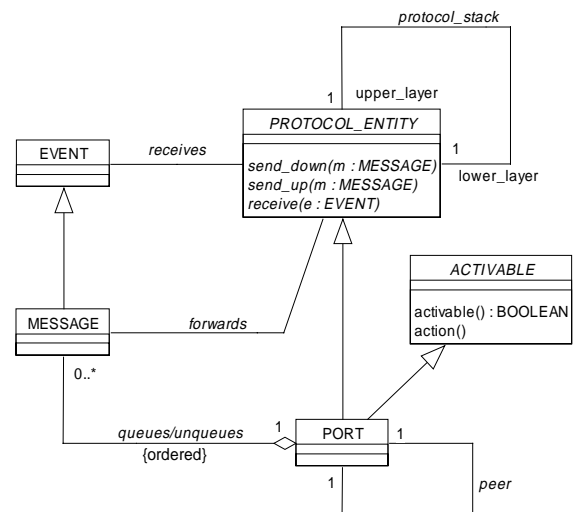 protocol_stack
1
upper_layer
PROTOCOL_ENTITY
EVENT
receives
1
send_down(m : MESSAGE)
send_up(m : MESSAGE)
receive(e : EVENT)
lower_layer
ACTIVABLE
activable() : BOOLEAN
action()
MESSAGE
forwards
0..*
queues/unqueues
{ordered}
1
PORT
1
1
peer